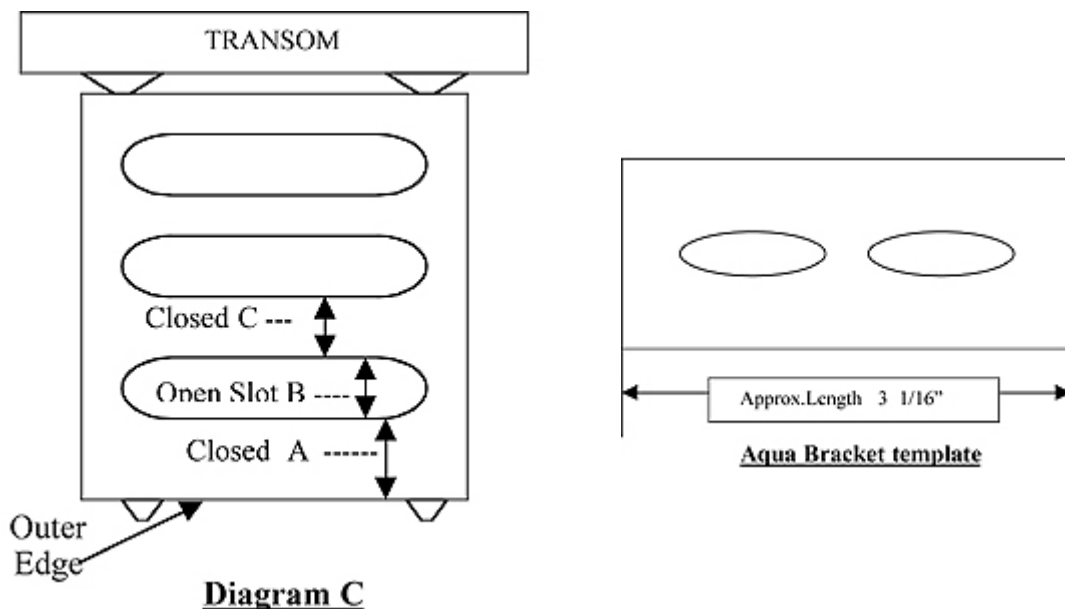 TRANSOM
Closed C ---
Open Slot B ----
Closed A ------
Outer
Edge
Diagram C
Approx.Length 3 1/16”
Aqua Bracket template